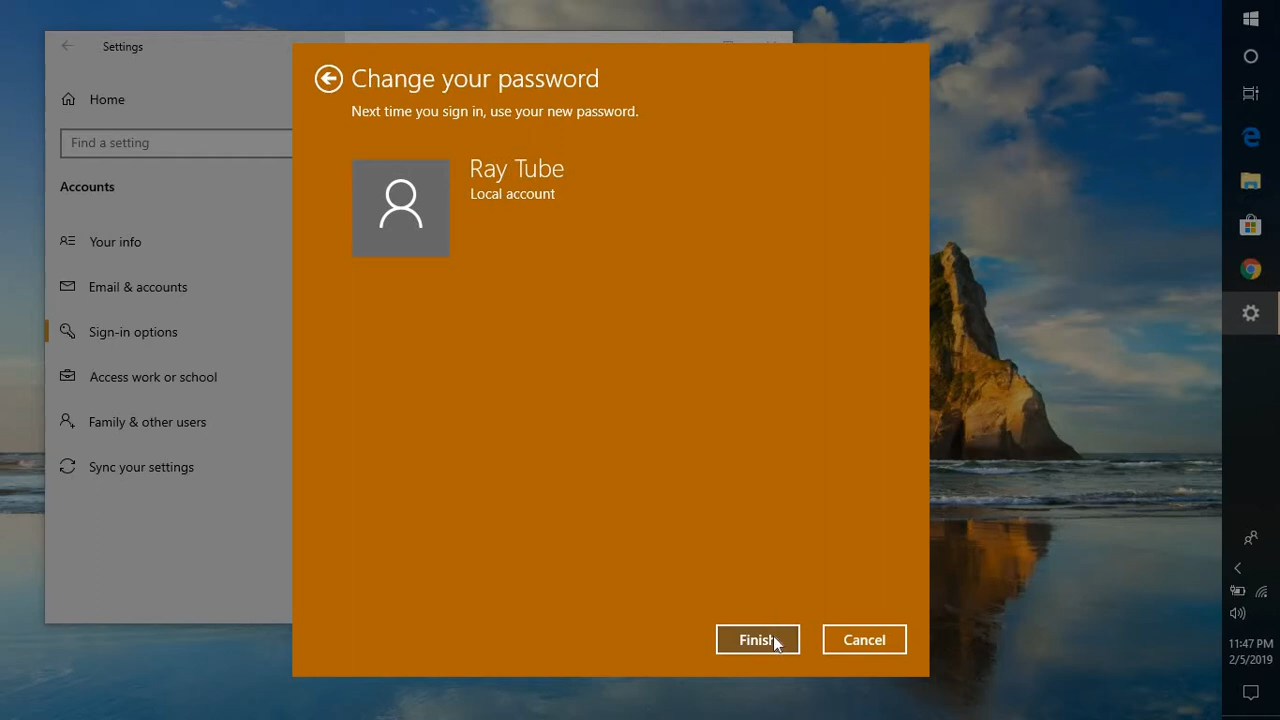 Settings
Home
Find a setting
Accounts
Your info
Email & accounts
Sign-in options
Access work or school
Family & other users
Sync your settings
Change your password
Next time you sign in, use your new password.
Ray Tube
Local account
Finish
Cancel
11:47 PM
2/5/2019